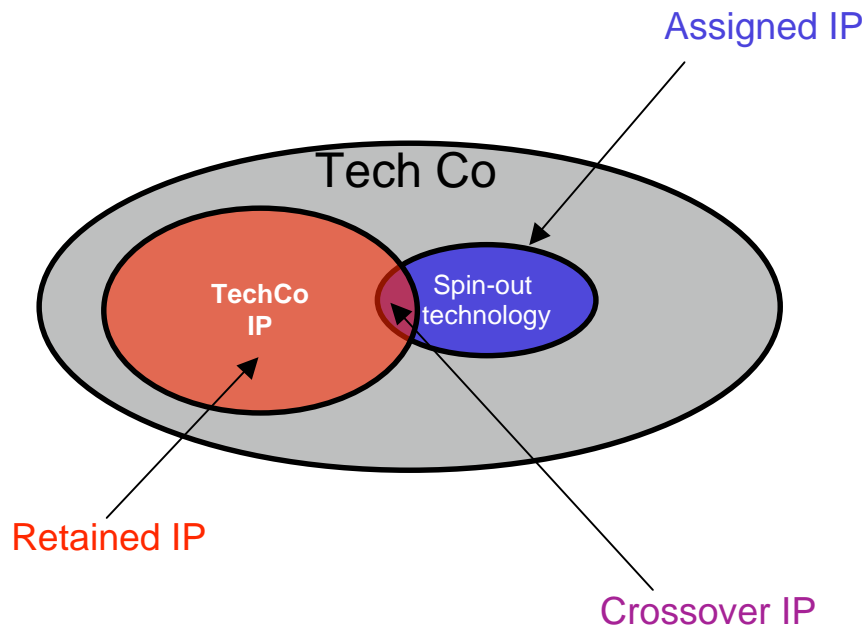 Assigned IP
Tech Co
TechCo
IP
Spin-out
technology
Retained IP
Crossover IP